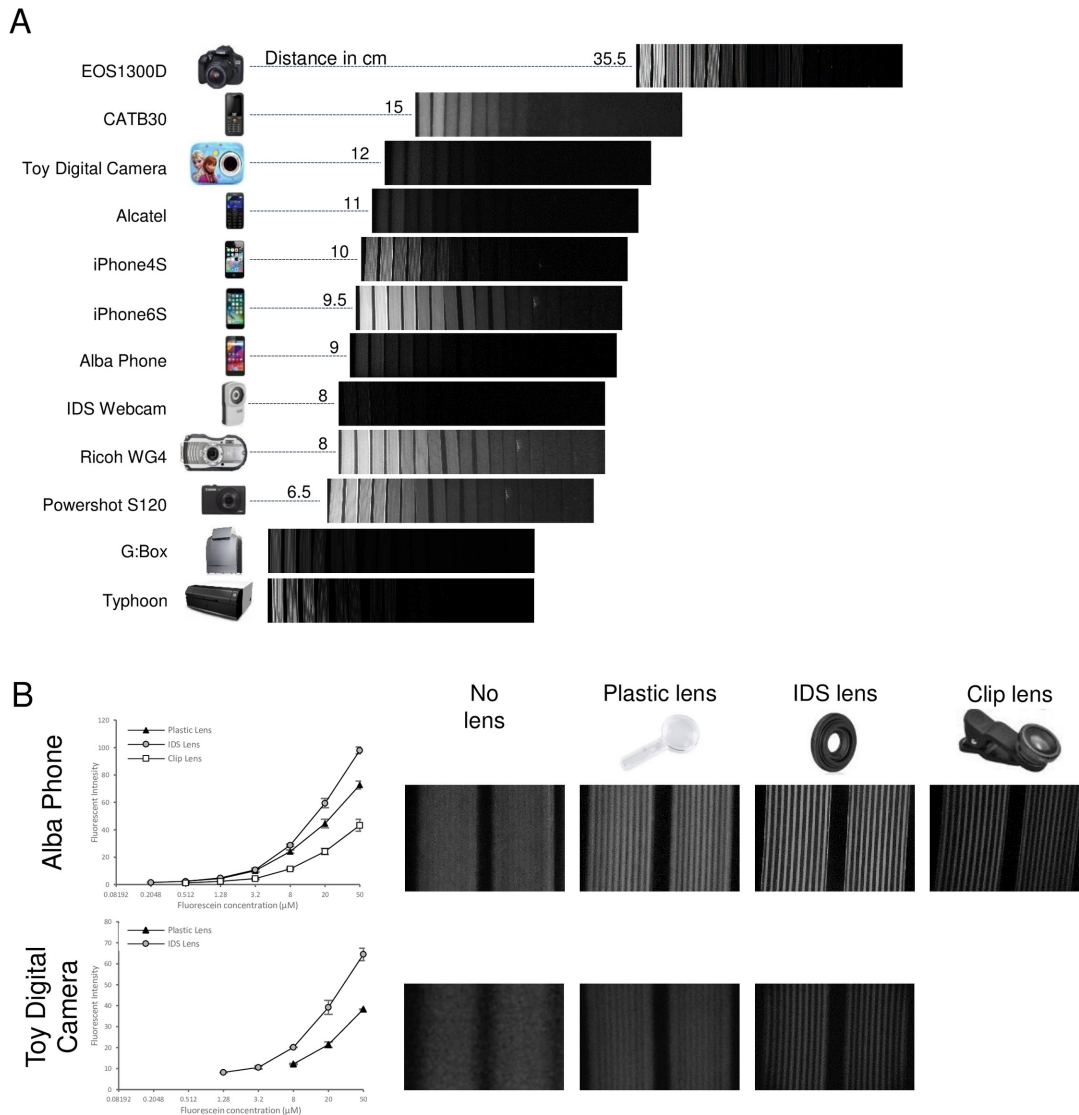 A
Distance in cm
EOS1300D
35.5
CATB30
15
Toy Digital Camera
12
Alcatel
11
iPhone4S
10
iPhone6S
9.5
Alba Phone
9
IDS Webcam
8
Ricoh WG4
8
Powershot S120
6.5
G:Box
Typhoon
B
No
lens
Plastic lens
IDS lens
Clip lens
Alba Phone
Fluorescent Intnesity
120
100
80
60
40
20
0
Plastic Lens
IDS Lens
Clip Lens
0.08192 0.2048 0.512 1.28 3.2 8 20 50
Fluorescein concentration (µM)
Toy Digital
Camera
Fluorescent Intensity
80
70
60
50
40
30
20
10
0
Plastic Lens
IDS Lens
0.08192 0.2048 0.512 1.28 3.2 8 20 50
Fluorescein concentration (µM)